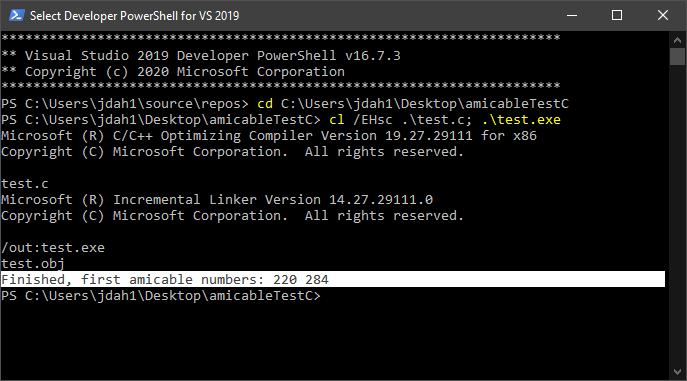 Select Developer PowerShell for VS 2019
**********************************************************************
** Visual Studio 2019 Developer PowerShell v16.7.3
** Copyright (c) 2020 Microsoft Corporation
**********************************************************************
PS C:\Users\jdah1\source\repos> cd C:\Users\jdah1\Desktop\amicableTestC
PS C:\Users\jdah1\Desktop\amicableTestC> cl /EHsc .\test.c; .\test.exe
Microsoft (R) C/C++ Optimizing Compiler Version 19.27.29111 for x86
Copyright (C) Microsoft Corporation.  All rights reserved.
test.c
Microsoft (R) Incremental Linker Version 14.27.29111.0
Copyright (C) Microsoft Corporation.  All rights reserved.
/out:test.exe
test.obj
Finished, first amicable numbers: 220 284
PS C:\Users\jdah1\Desktop\amicableTestC>